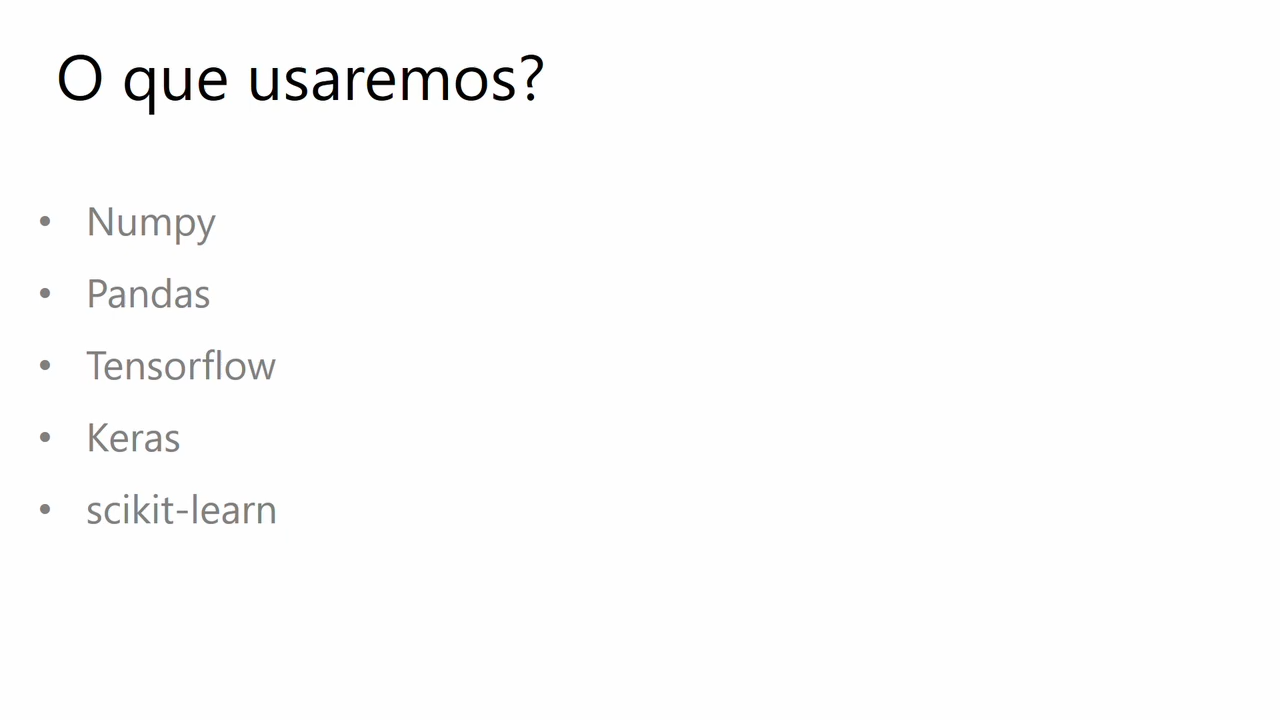 O que usaremos?
• Numpy
• Pandas
• Tensorflow
• Keras
• scikit-learn